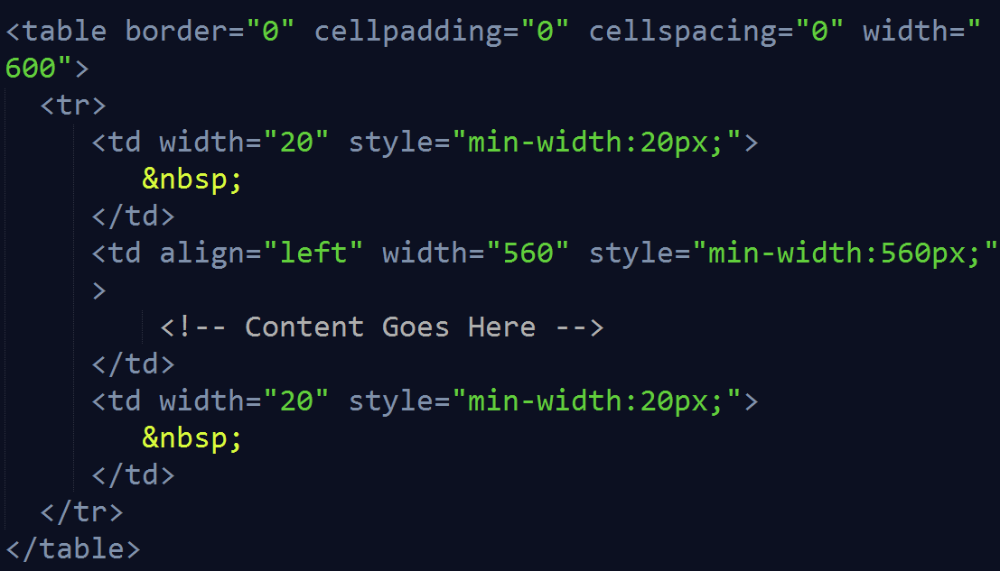 <table border="0" cellpadding="0" cellspacing="0" width="
600">
<tr>
<td width="20" style="min-width:20px;">
&nbsp;
</td>
<td align="left" width="560" style="min-width:560px;"
>
<!-- Content Goes Here -->
</td>
<td width="20" style="min-width:20px;">
&nbsp;
</td>
</tr>
</table>